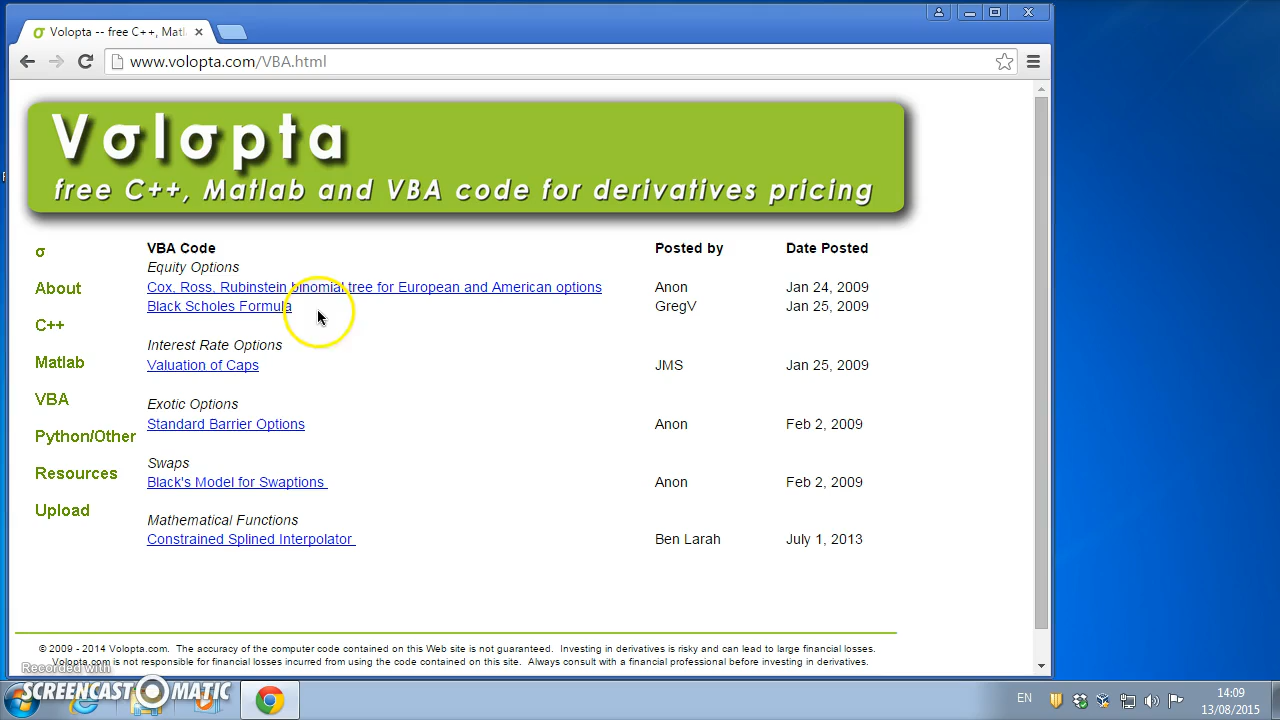 Volopta -- free C++, Matl
www.volopta.com/VBA.html
Vσlσpta
free C++, Matlab and VBA code for derivatives pricing
σ
About
C++
Matlab
VBA
Python/Other
Resources
Upload
VBA Code Posted by Date Posted
Equity Options
Cox, Ross, Rubinstein binomial tree for European and American options Anon Jan 24, 2009
Black Scholes Formula GregV Jan 25, 2009
Interest Rate Options
Valuation of Caps JMS Jan 25, 2009
Exotic Options
Standard Barrier Options Anon Feb 2, 2009
Swaps
Black's Model for Swaptions Anon Feb 2, 2009
Mathematical Functions
Constrained Splined Interpolator Ben Larah July 1, 2013
© 2009 - 2014 Volopta.com. The accuracy of the computer code contained on this Web site is not guaranteed. Investing in derivatives is risky and can lead to large financial losses.
Volopta.com is not responsible for financial losses incurred from using the code contained on this site. Always consult with a financial professional before investing in derivatives.
Recorded with
SCREENCAST MATIC
EN
14:09
13/08/2015